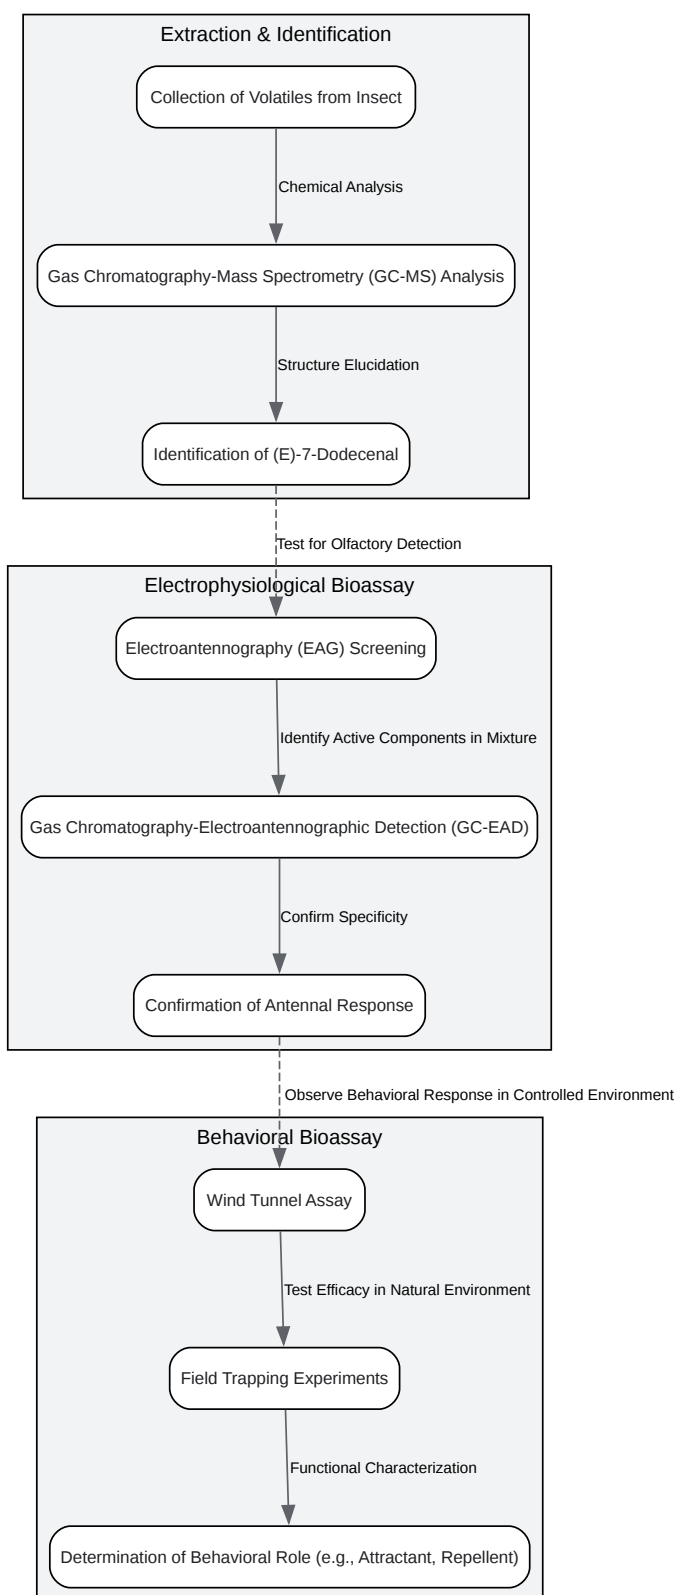 Extraction & Identification
Collection of Volatiles from Insect
Chemical Analysis
Gas Chromatography-Mass Spectrometry (GC-MS) Analysis
Structure Elucidation
Identification of (E)-7-Dodecenal
Test for Olfactory Detection
Electrophysiological Bioassay
Electroantennography (EAG) Screening
Identify Active Components in Mixture
Gas Chromatography-Electroantennographic Detection (GC-EAD)
Confirm Specificity
Confirmation of Antennal Response
Observe Behavioral Response in Controlled Environment
Behavioral Bioassay
Wind Tunnel Assay
Test Efficacy in Natural Environment
Field Trapping Experiments
Functional Characterization
Determination of Behavioral Role (e.g., Attractant, Repellent)